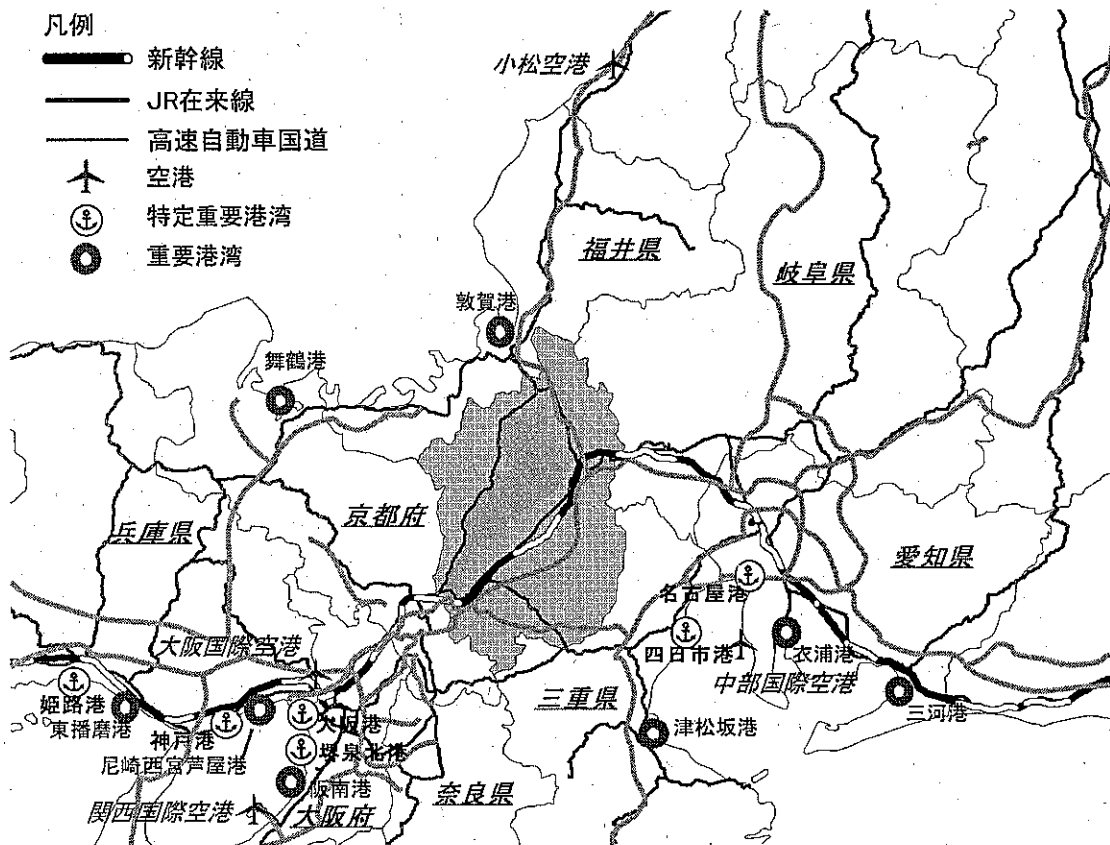 凡例
新幹線
JR在来線
高速自動車国道
空港
特定重要港湾
重要港湾
小松空港
福井県
岐阜県
敦賀港
舞鶴港
京都府
兵庫県
愛知県
名古屋港
四日市港
衣浦港
中部国際空港
大阪国際空港
三重県
三河港
姫路港
東播磨港
神戸港
大阪港
津松坂港
尼崎西宮芦屋港
堺泉北港
阪南港
奈良県
関西国際空港
大阪府